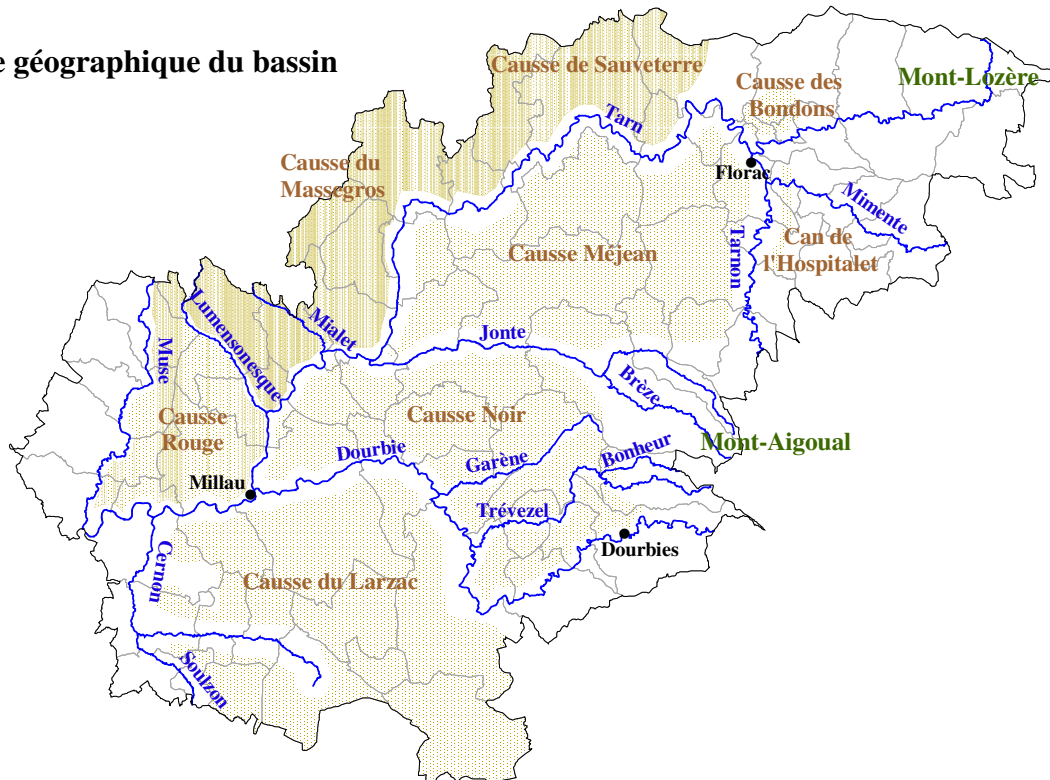 e géographique du bassin
Causse de Sauveterre
Causse des
Bondons
Mont-Lozère
Tarn
Causse du
Massegros
Florac
Mimente
Causse Méjean
Tarnon
Can de
l'Hospitalet
Lumensonesque
Mialet
Muse
Jonte
Brèze
Causse
Rouge
Causse Noir
Mont-Aigoual
Dourbie
Garène
Bonheur
Millau
Trévezel
Dourbies
Cernon
Causse du Larzac
Soulzon